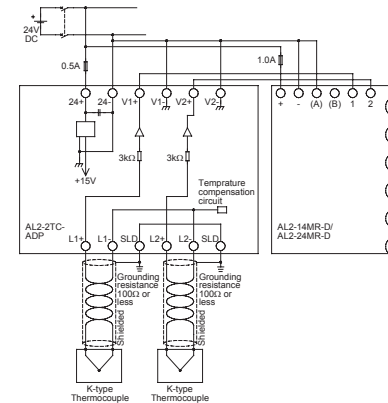 +
24V
DC
0.5A
1.0A
24+ 24- V1+ V1- V2+ V2-
+ - (A) (B) 1 2
3kΩ 3kΩ
+15V
Temprature
compensation
circuit
AL2-2TC-
ADP
AL2-14MR-D/
AL2-24MR-D
L1+ L1- SLD L2+ L2- SLD
Grounding
resistance
100Ω or
less
Shielded
Grounding
resistance
100Ω or
less
Shielded
K-type
Thermocouple
K-type
Thermocouple